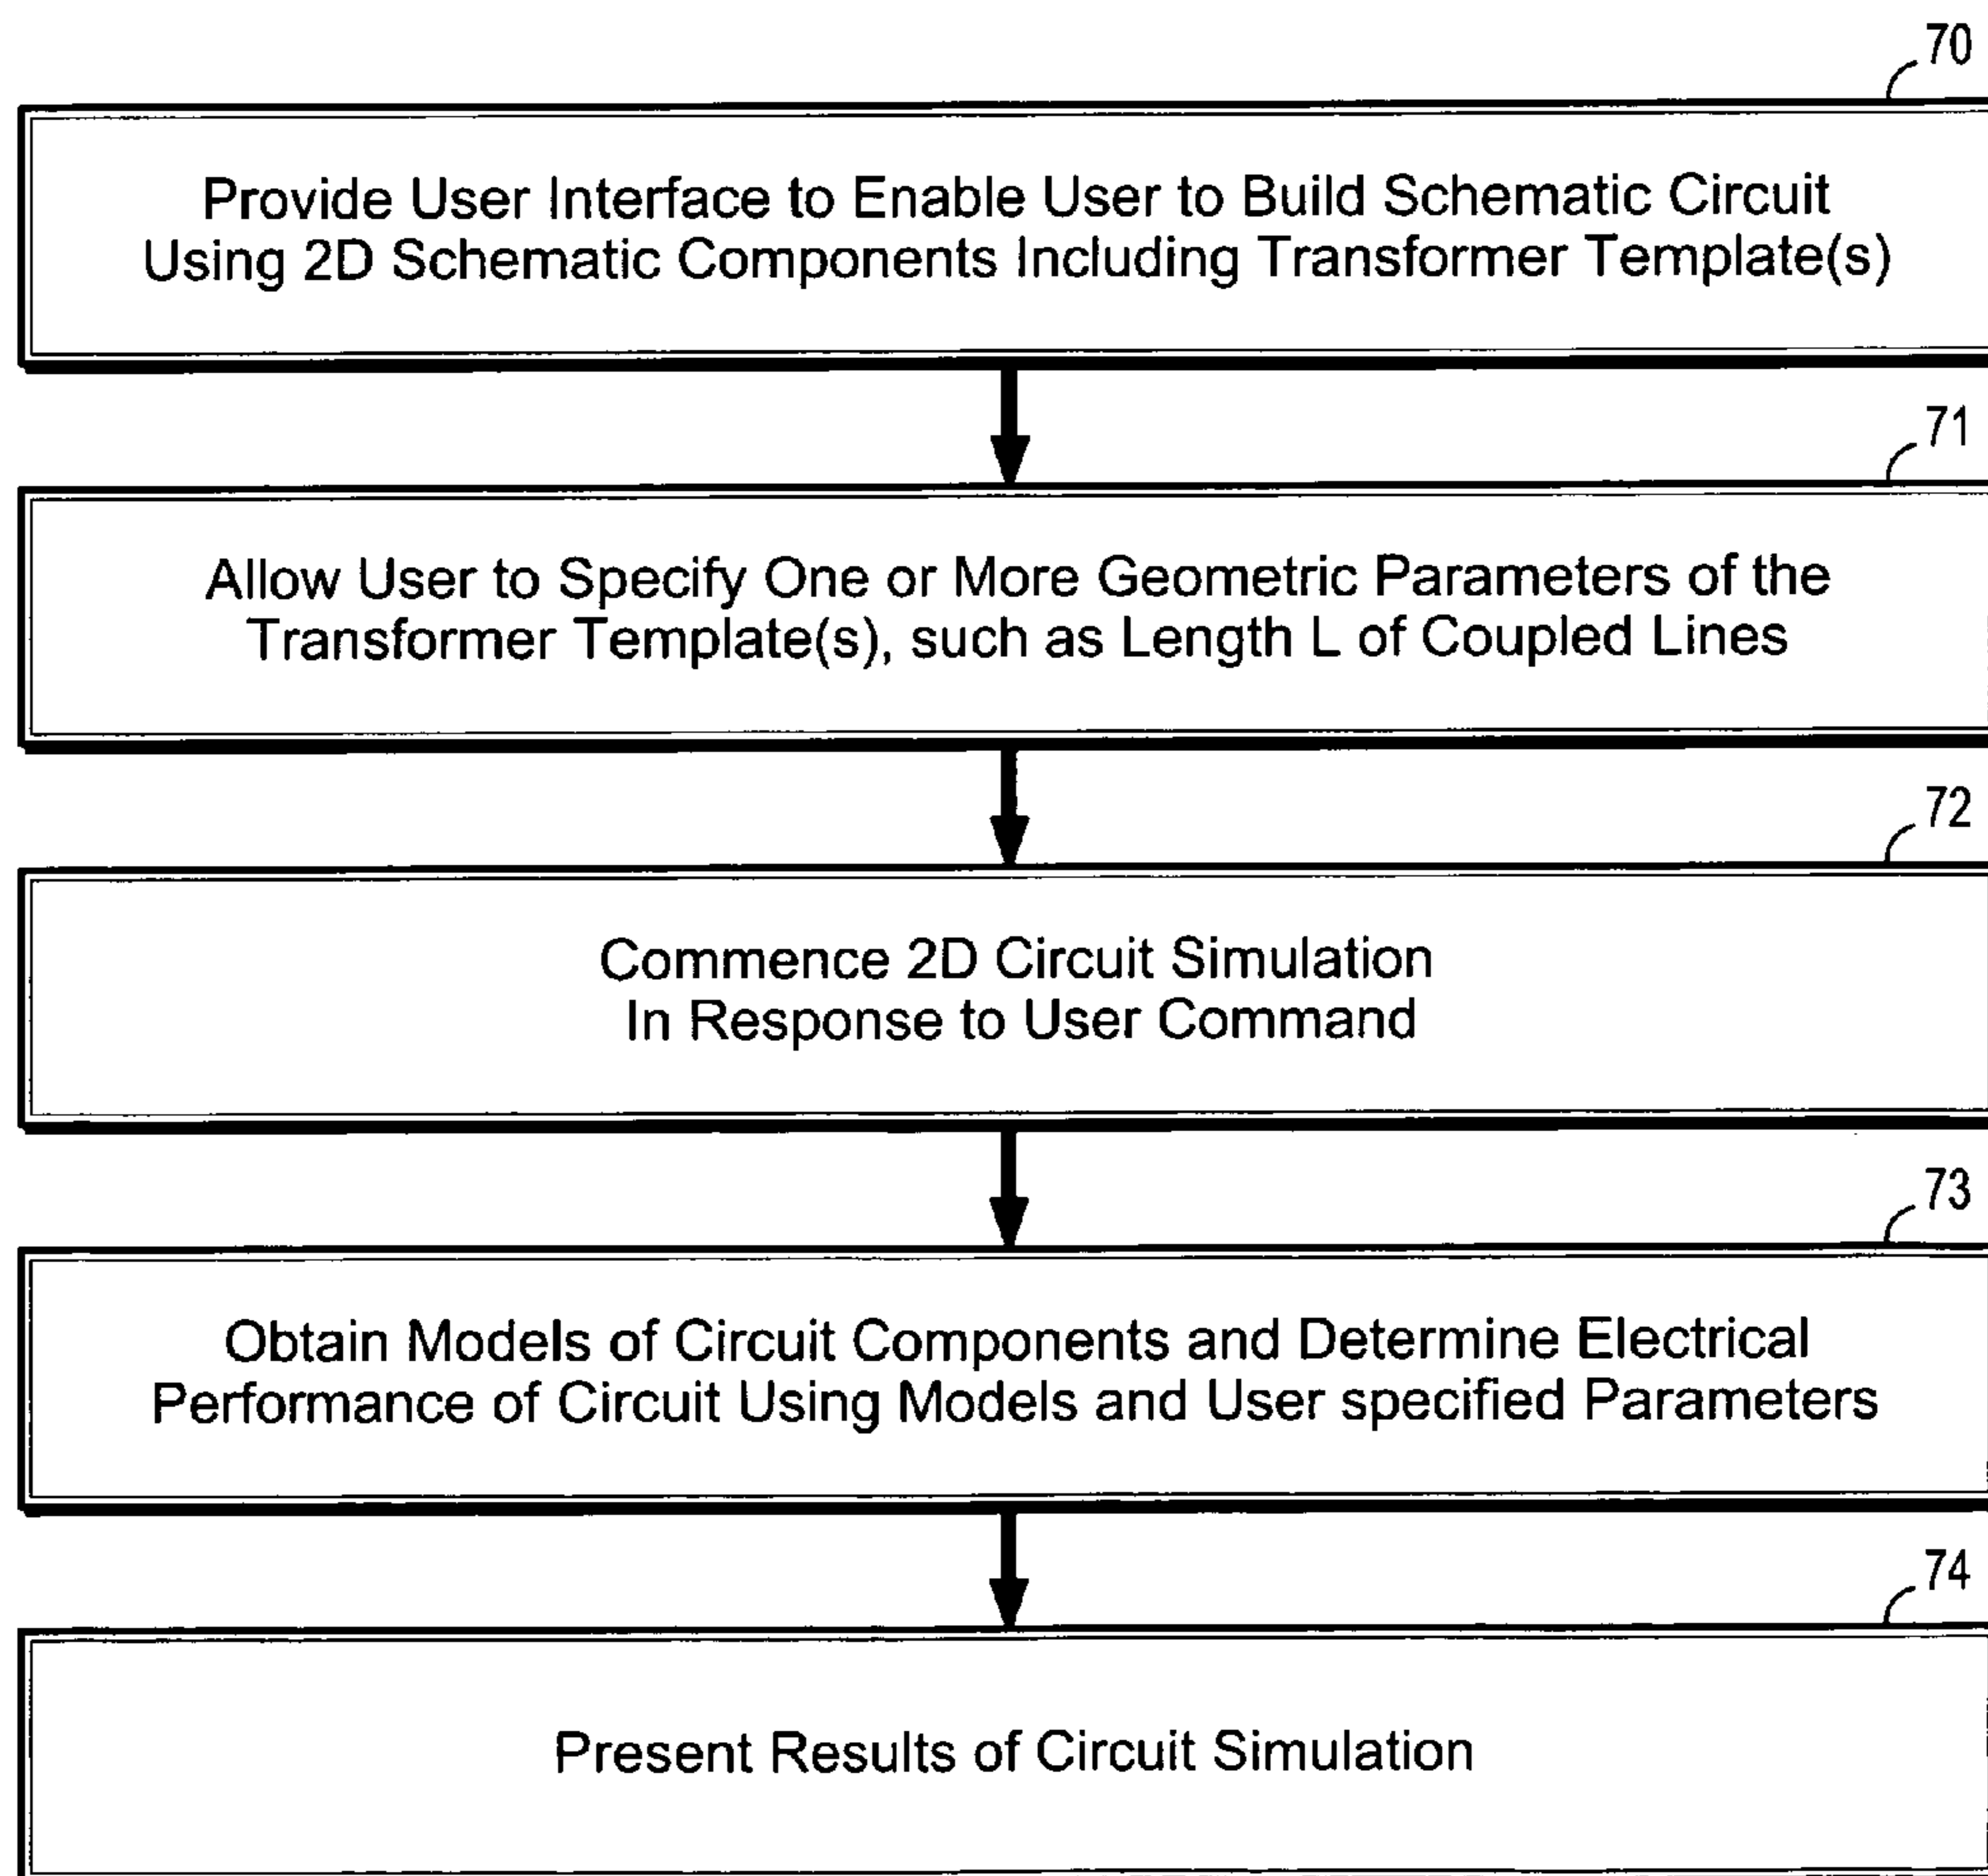 70
Provide User Interface to Enable User to Build Schematic Circuit
Using 2D Schematic Components Including Transformer Template(s)
71
Allow User to Specify One or More Geometric Parameters of the
Transformer Template(s), such as Length L of Coupled Lines
72
Commence 2D Circuit Simulation
In Response to User Command
73
Obtain Models of Circuit Components and Determine Electrical
Performance of Circuit Using Models and User specified Parameters
74
Present Results of Circuit Simulation